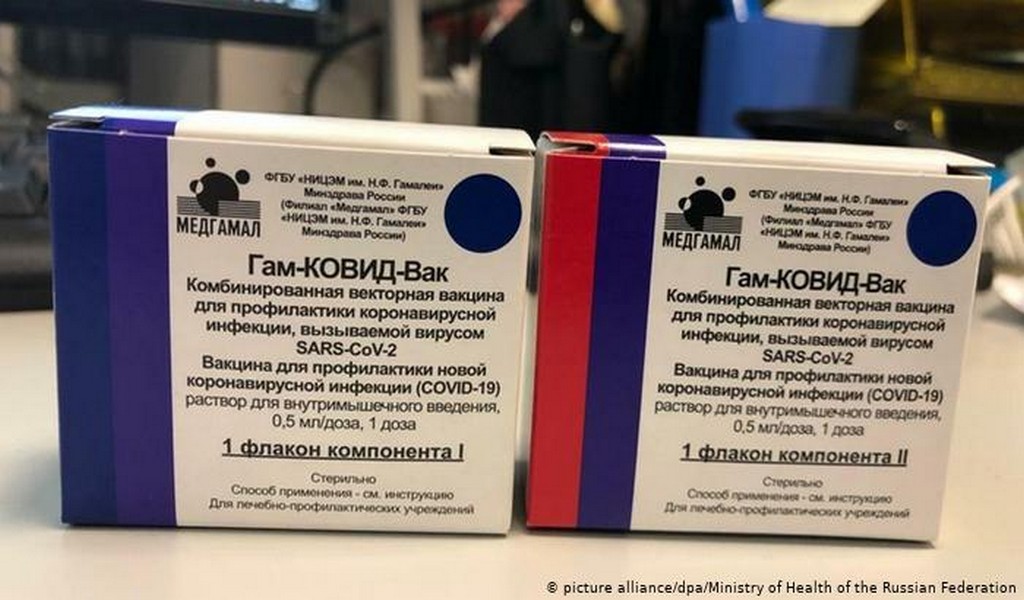 МЕДГАМАЛ
ФГБУ «НИЦЭМ им. Н.Ф. Гамалеи»
Минздрава России
(Филиал «Медгамал» ФГБУ
«НИЦЭМ им. Н.Ф. Гамалеи»
Минздрава России)
Гам-КОВИД-Вак
Комбинированная векторная вакцина
для профилактики коронавирусной
инфекции, вызываемой вирусом
SARS-CoV-2
Вакцина для профилактики новой
коронавирусной инфекции (COVID-19)
раствор для внутримышечного введения,
0,5 мл/доза, 1 доза
1 флакон компонента I
Стерильно
Способ применения - см. инструкцию
Для лечебно-профилактических учреждений
МЕДГАМАЛ
ФГБУ «НИЦЭМ им. Н.Ф. Гамалеи»
Минздрава России
(Филиал «Медгамал» ФГБУ
«НИЦЭМ им. Н.Ф. Гамалеи»
Минздрава России)
Гам-КОВИД-Вак
Комбинированная векторная вакцина
для профилактики коронавирусной
инфекции, вызываемой вирусом
SARS-CoV-2
Вакцина для профилактики новой
коронавирусной инфекции (COVID-19)
раствор для внутримышечного введения,
0,5 мл/доза, 1 доза
1 флакон компонента II
Стерильно
Способ применения - см. инструкцию
Для лечебно-профилактических учреждений
© picture alliance/dpa/Ministry of Health of the Russian Federation